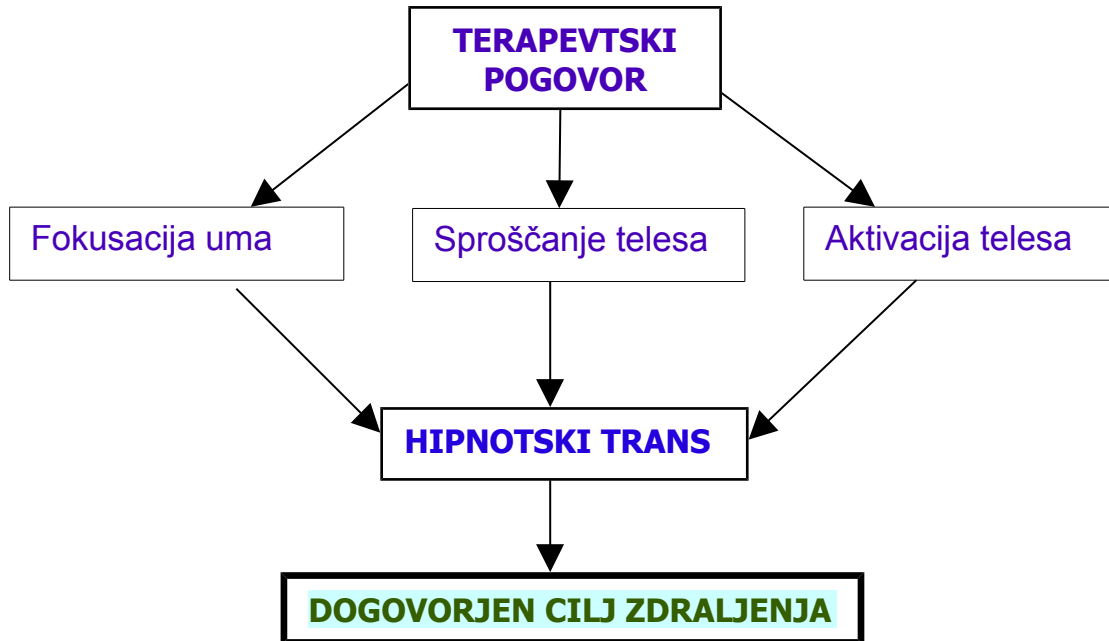 TERAPEVTSKI
POGOVOR
Fokusacija uma
Sproščanje telesa
Aktivacija telesa
HIPNOTSKI TRANS
DOGOVORJEN CILJ ZDRALJENJA